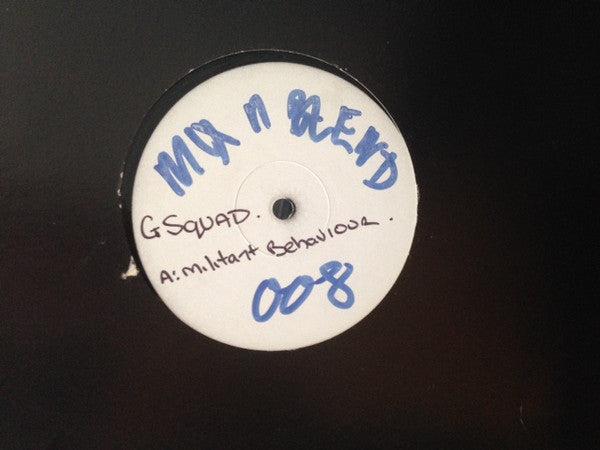 MIX N BLEND
G SQUAD.
A: Militant Behaviour.
008